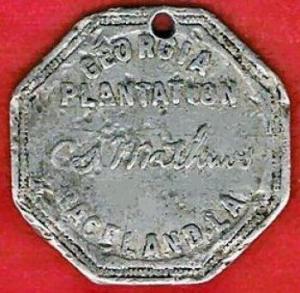 GEORGIA
PLANTATION
C. S. Mathews
RACELAND. LA.